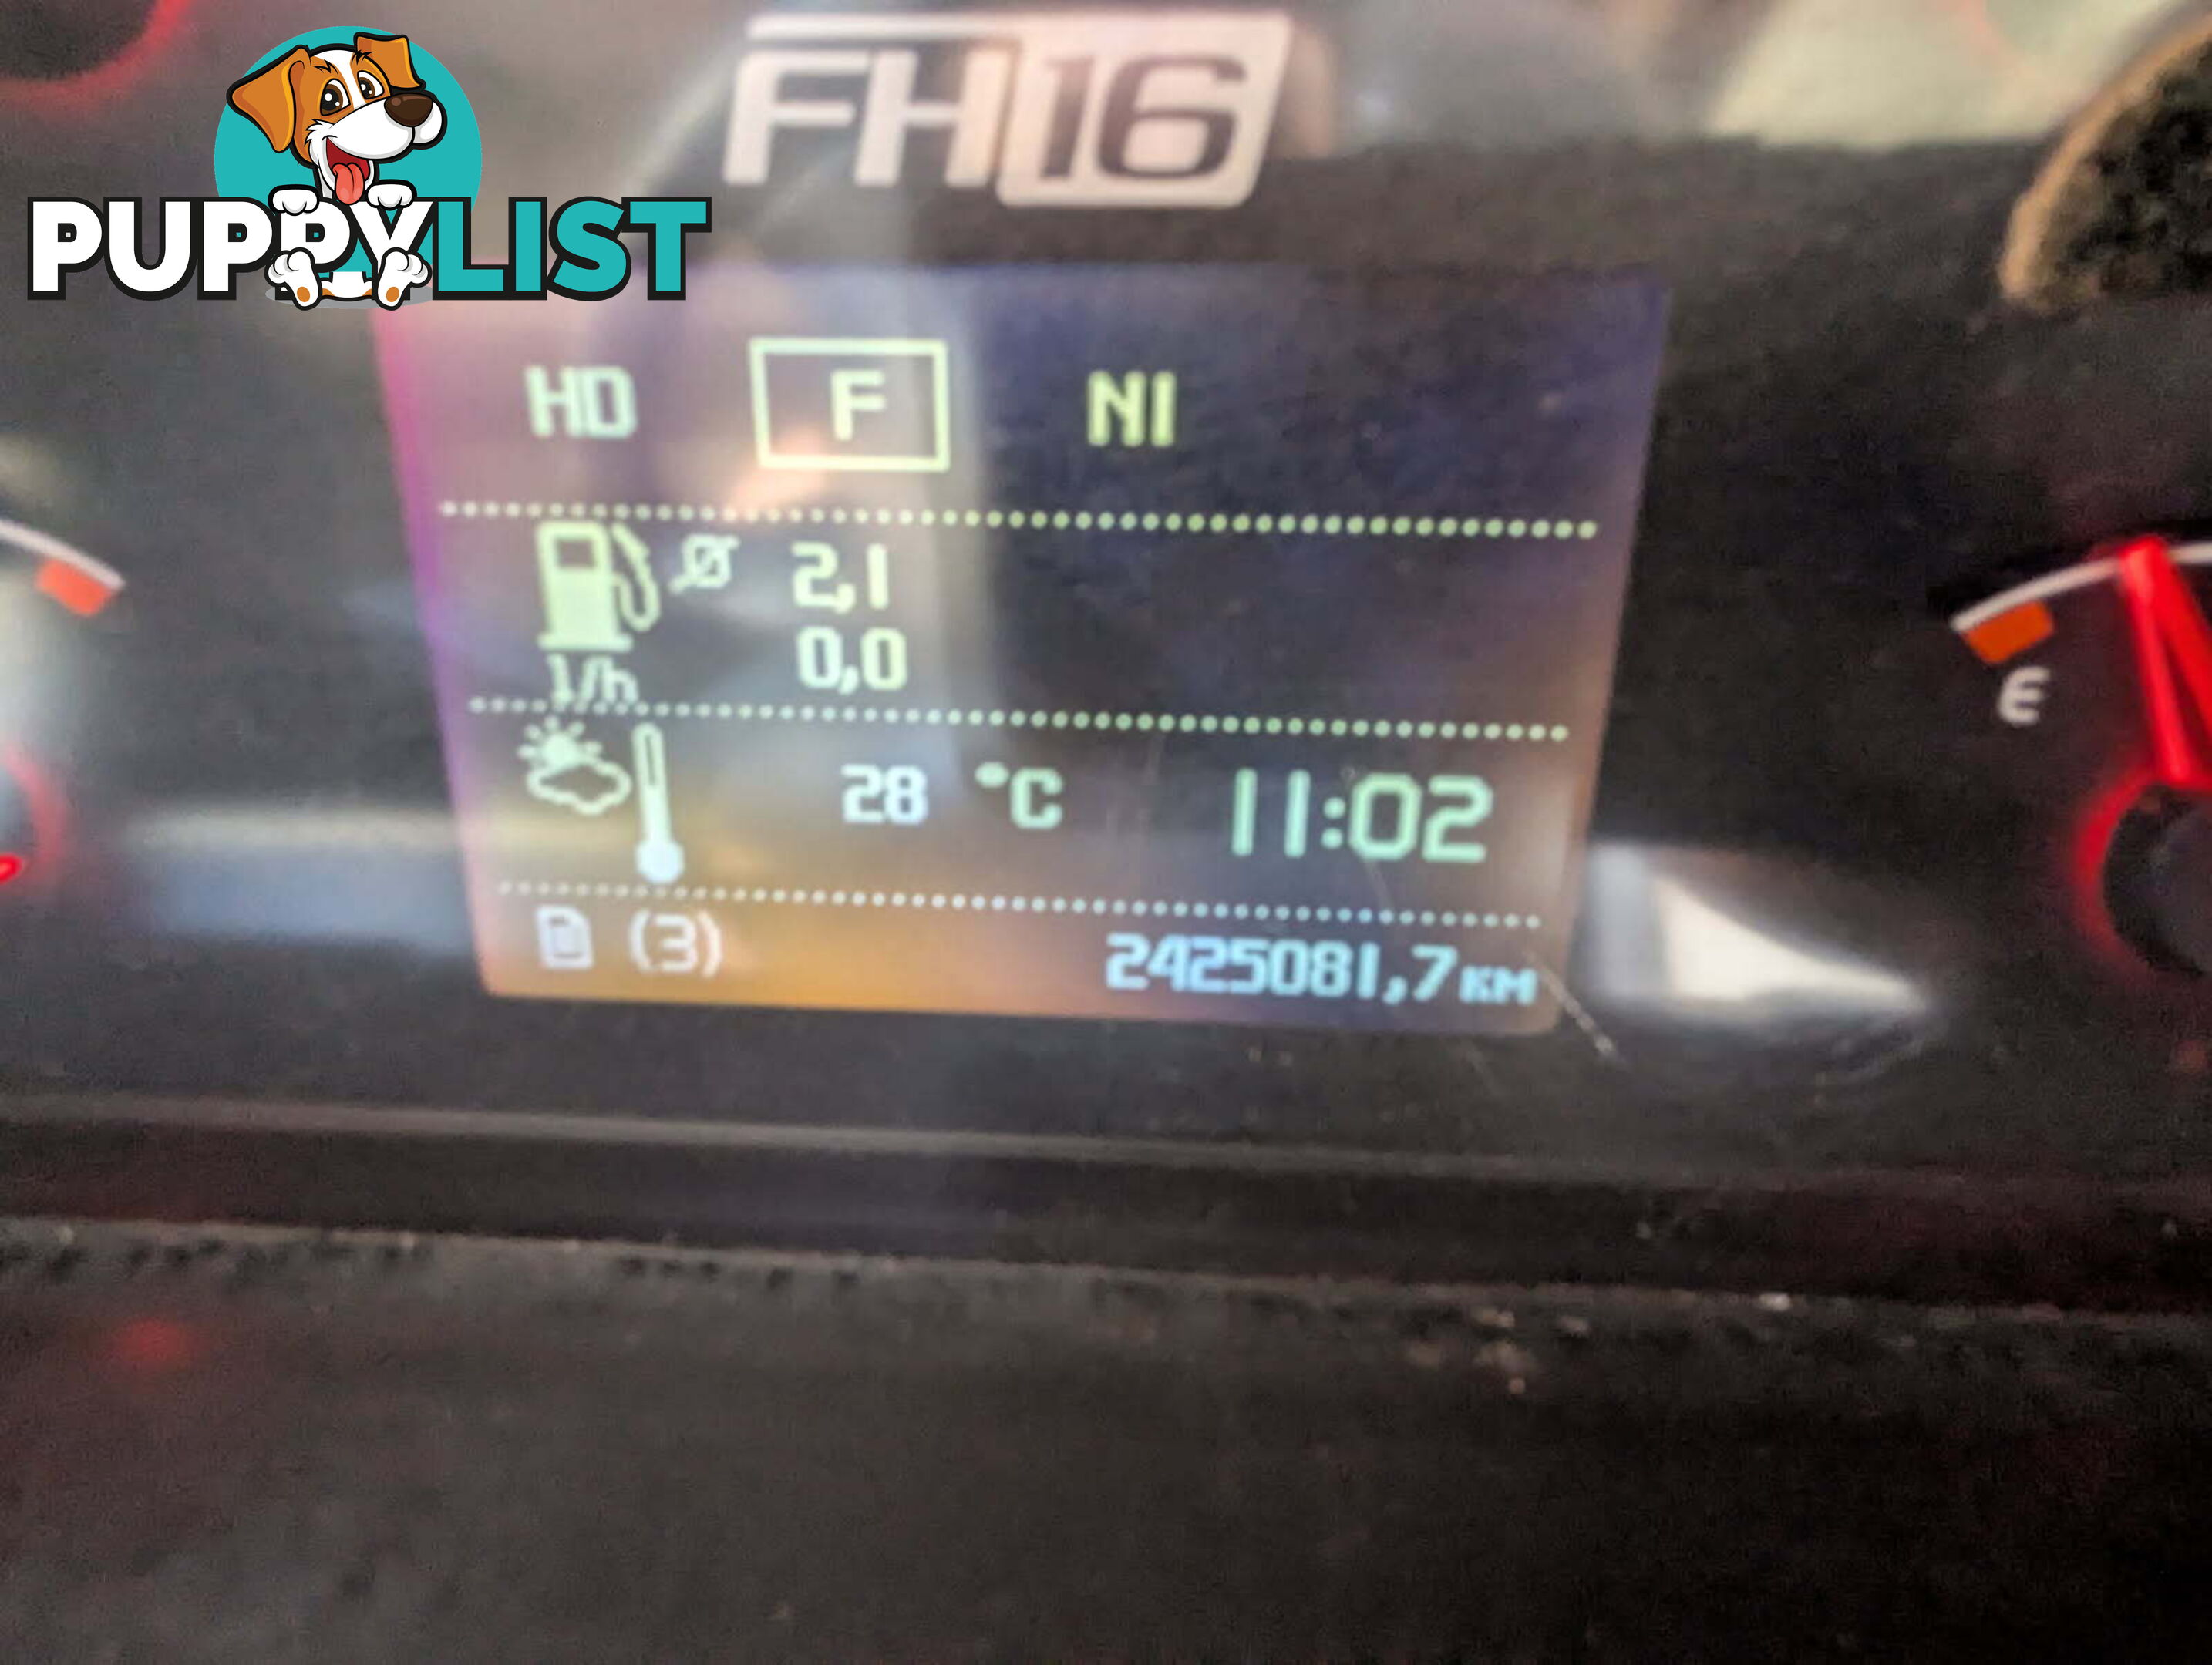 PUPPYLIST
FH16
HD F NI
2,1
l/h 0,0
28 °C 11:02
(3) 2425081,7 KM
E